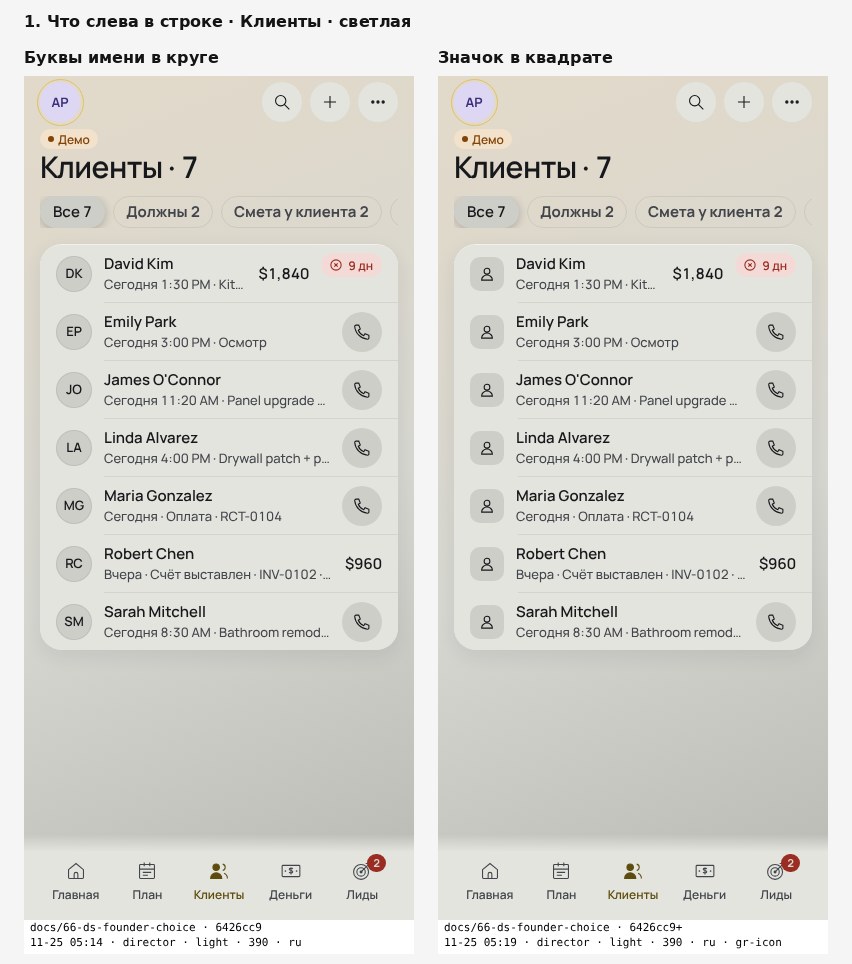 1. Что слева в строке · Клиенты · светлая
Буквы имени в круге
AP
Демо
Клиенты · 7
Все 7 Должны 2 Смета у клиента 2
DK David Kim $1,840 9 дн
Сегодня 1:30 PM · Kit...
EP Emily Park
Сегодня 3:00 PM · Осмотр
JO James O'Connor
Сегодня 11:20 AM · Panel upgrade ...
LA Linda Alvarez
Сегодня 4:00 PM · Drywall patch + p...
MG Maria Gonzalez
Сегодня · Оплата · RCT-0104
RC Robert Chen $960
Вчера · Счёт выставлен · INV-0102 ·...
SM Sarah Mitchell
Сегодня 8:30 AM · Bathroom remod...
2
Главная План Клиенты Деньги Лиды
docs/66-ds-founder-choice · 6426cc9
11-25 05:14 · director · light · 390 · ru
Значок в квадрате
AP
Демо
Клиенты · 7
Все 7 Должны 2 Смета у клиента 2
David Kim $1,840 9 дн
Сегодня 1:30 PM · Kit...
Emily Park
Сегодня 3:00 PM · Осмотр
James O'Connor
Сегодня 11:20 AM · Panel upgrade ...
Linda Alvarez
Сегодня 4:00 PM · Drywall patch + p...
Maria Gonzalez
Сегодня · Оплата · RCT-0104
Robert Chen $960
Вчера · Счёт выставлен · INV-0102 · ...
Sarah Mitchell
Сегодня 8:30 AM · Bathroom remod...
2
Главная План Клиенты Деньги Лиды
docs/66-ds-founder-choice · 6426cc9+
11-25 05:19 · director · light · 390 · ru · gr-icon